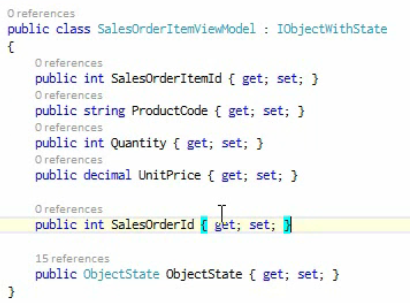 0 references
public class SalesOrderItemViewModel : IObjectWithState
{
0 references
public int SalesOrderItemId { get; set; }
0 references
public string ProductCode { get; set; }
0 references
public int Quantity { get; set; }
0 references
public decimal UnitPrice { get; set; }
0 references
public int SalesOrderId { get; set; }
15 references
public ObjectState ObjectState { get; set; }
}